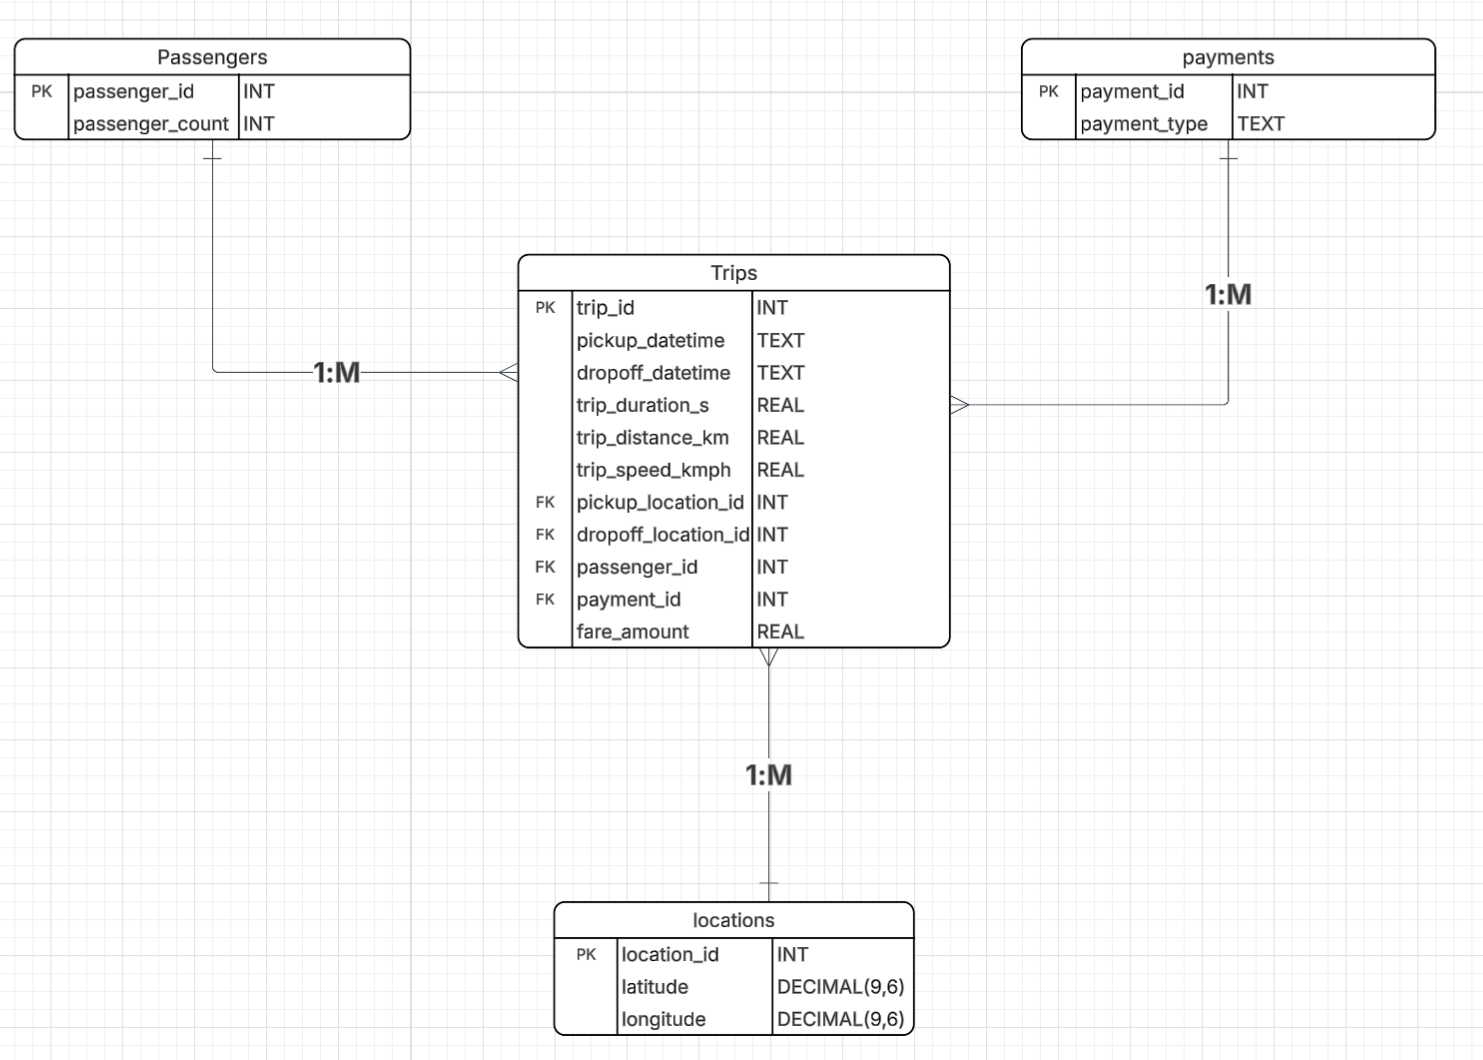 Passengers
PK passenger_id INT
passenger_count INT
payments
PK payment_id INT
payment_type TEXT
1:M
1:M
Trips
PK trip_id INT
pickup_datetime TEXT
dropoff_datetime TEXT
trip_duration_s REAL
trip_distance_km REAL
trip_speed_kmph REAL
FK pickup_location_id INT
FK dropoff_location_id INT
FK passenger_id INT
FK payment_id INT
fare_amount REAL
1:M
locations
PK location_id INT
latitude DECIMAL(9,6)
longitude DECIMAL(9,6)